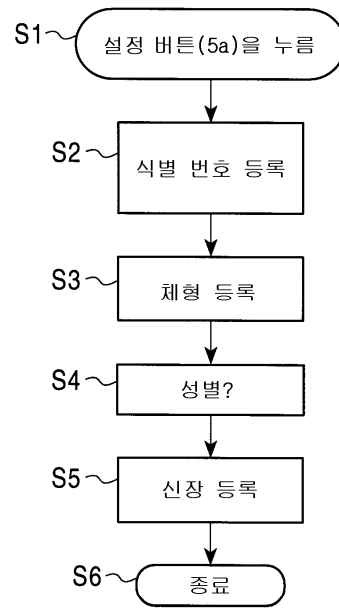 S1 설정 버튼(5a)을 누름
S2 식별 번호 등록
S3 체형 등록
S4 성별?
S5 신장 등록
S6 종료